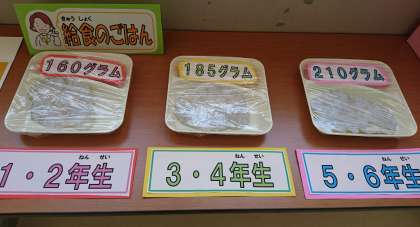 きゅう しょく
給食のごはん
160グラム
185グラム
210グラム
ねん せい
1・2年生
ねん せい
3・4年生
ねん せい
5・6年生